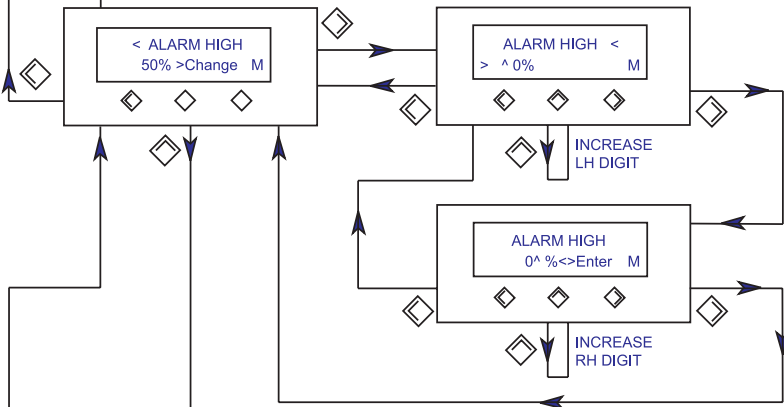 < ALARM HIGH
50% >Change M
ALARM HIGH <
> ^ 0% M
INCREASE
LH DIGIT
ALARM HIGH
0^ %<>Enter M
INCREASE
RH DIGIT